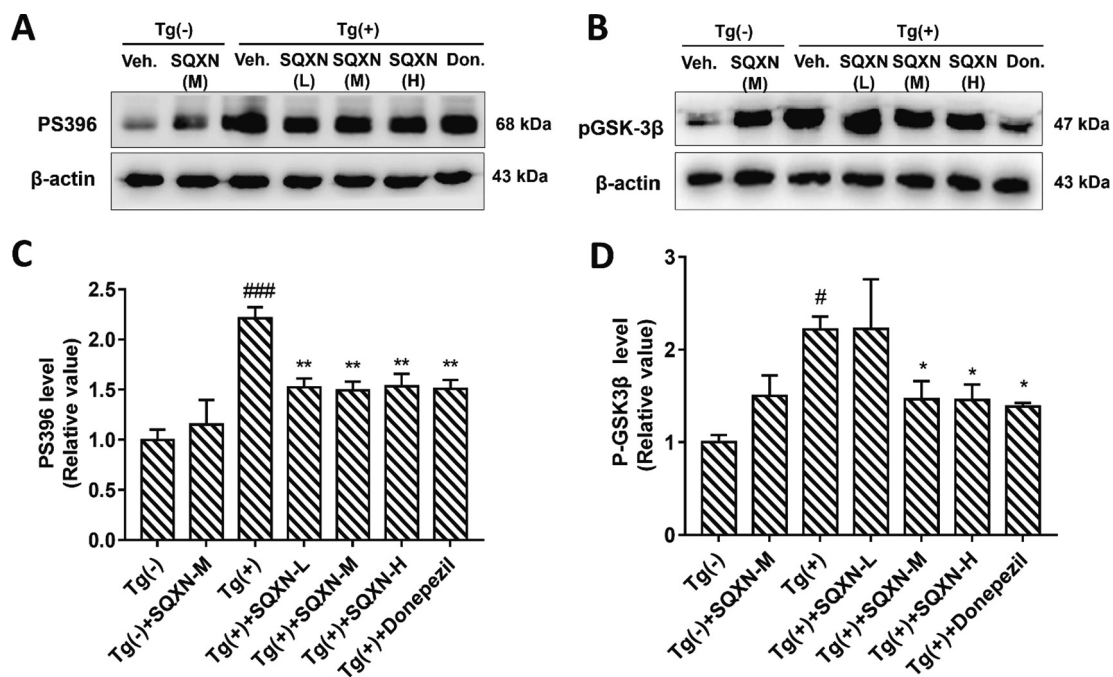 A
Tg(-) Tg(+)
Veh. SQXN (M) Veh. SQXN (L) SQXN (M) SQXN (H) Don.
PS396 68 kDa
β-actin 43 kDa
B
Tg(-) Tg(+)
Veh. SQXN (M) Veh. SQXN (L) SQXN (M) SQXN (H) Don.
pGSK-3β 47 kDa
β-actin 43 kDa
C
PS396 level
(Relative value)
2.5
2.0
1.5
1.0
0.5
0.0
###
** ** ** **
Tg(-)
Tg(-)+SQXN-M
Tg(+)
Tg(+)+SQXN-L
Tg(+)+SQXN-M
Tg(+)+SQXN-H
Tg(+)+Donepezil
D
P-GSK3β level
(Relative value)
3
2
1
0
#
* * *
Tg(-)
Tg(-)+SQXN-M
Tg(+)
Tg(+)+SQXN-L
Tg(+)+SQXN-M
Tg(+)+SQXN-H
Tg(+)+Donepezil